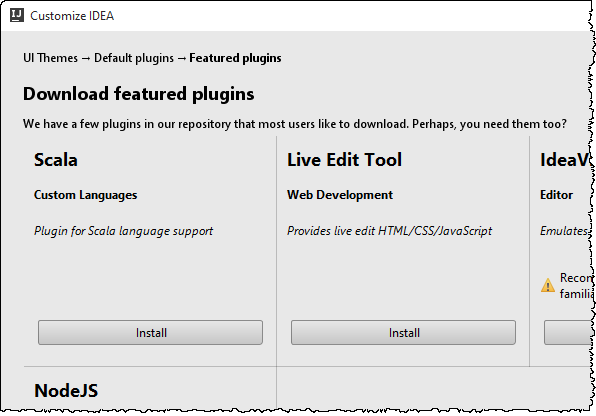 Customize IDEA
UI Themes → Default plugins → Featured plugins
Download featured plugins
We have a few plugins in our repository that most users like to download. Perhaps, you need them too?
Scala
Custom Languages
Plugin for Scala language support
Install
Live Edit Tool
Web Development
Provides live edit HTML/CSS/JavaScript
Install
IdeaV
Editor
Emulates
Recom
familia
NodeJS